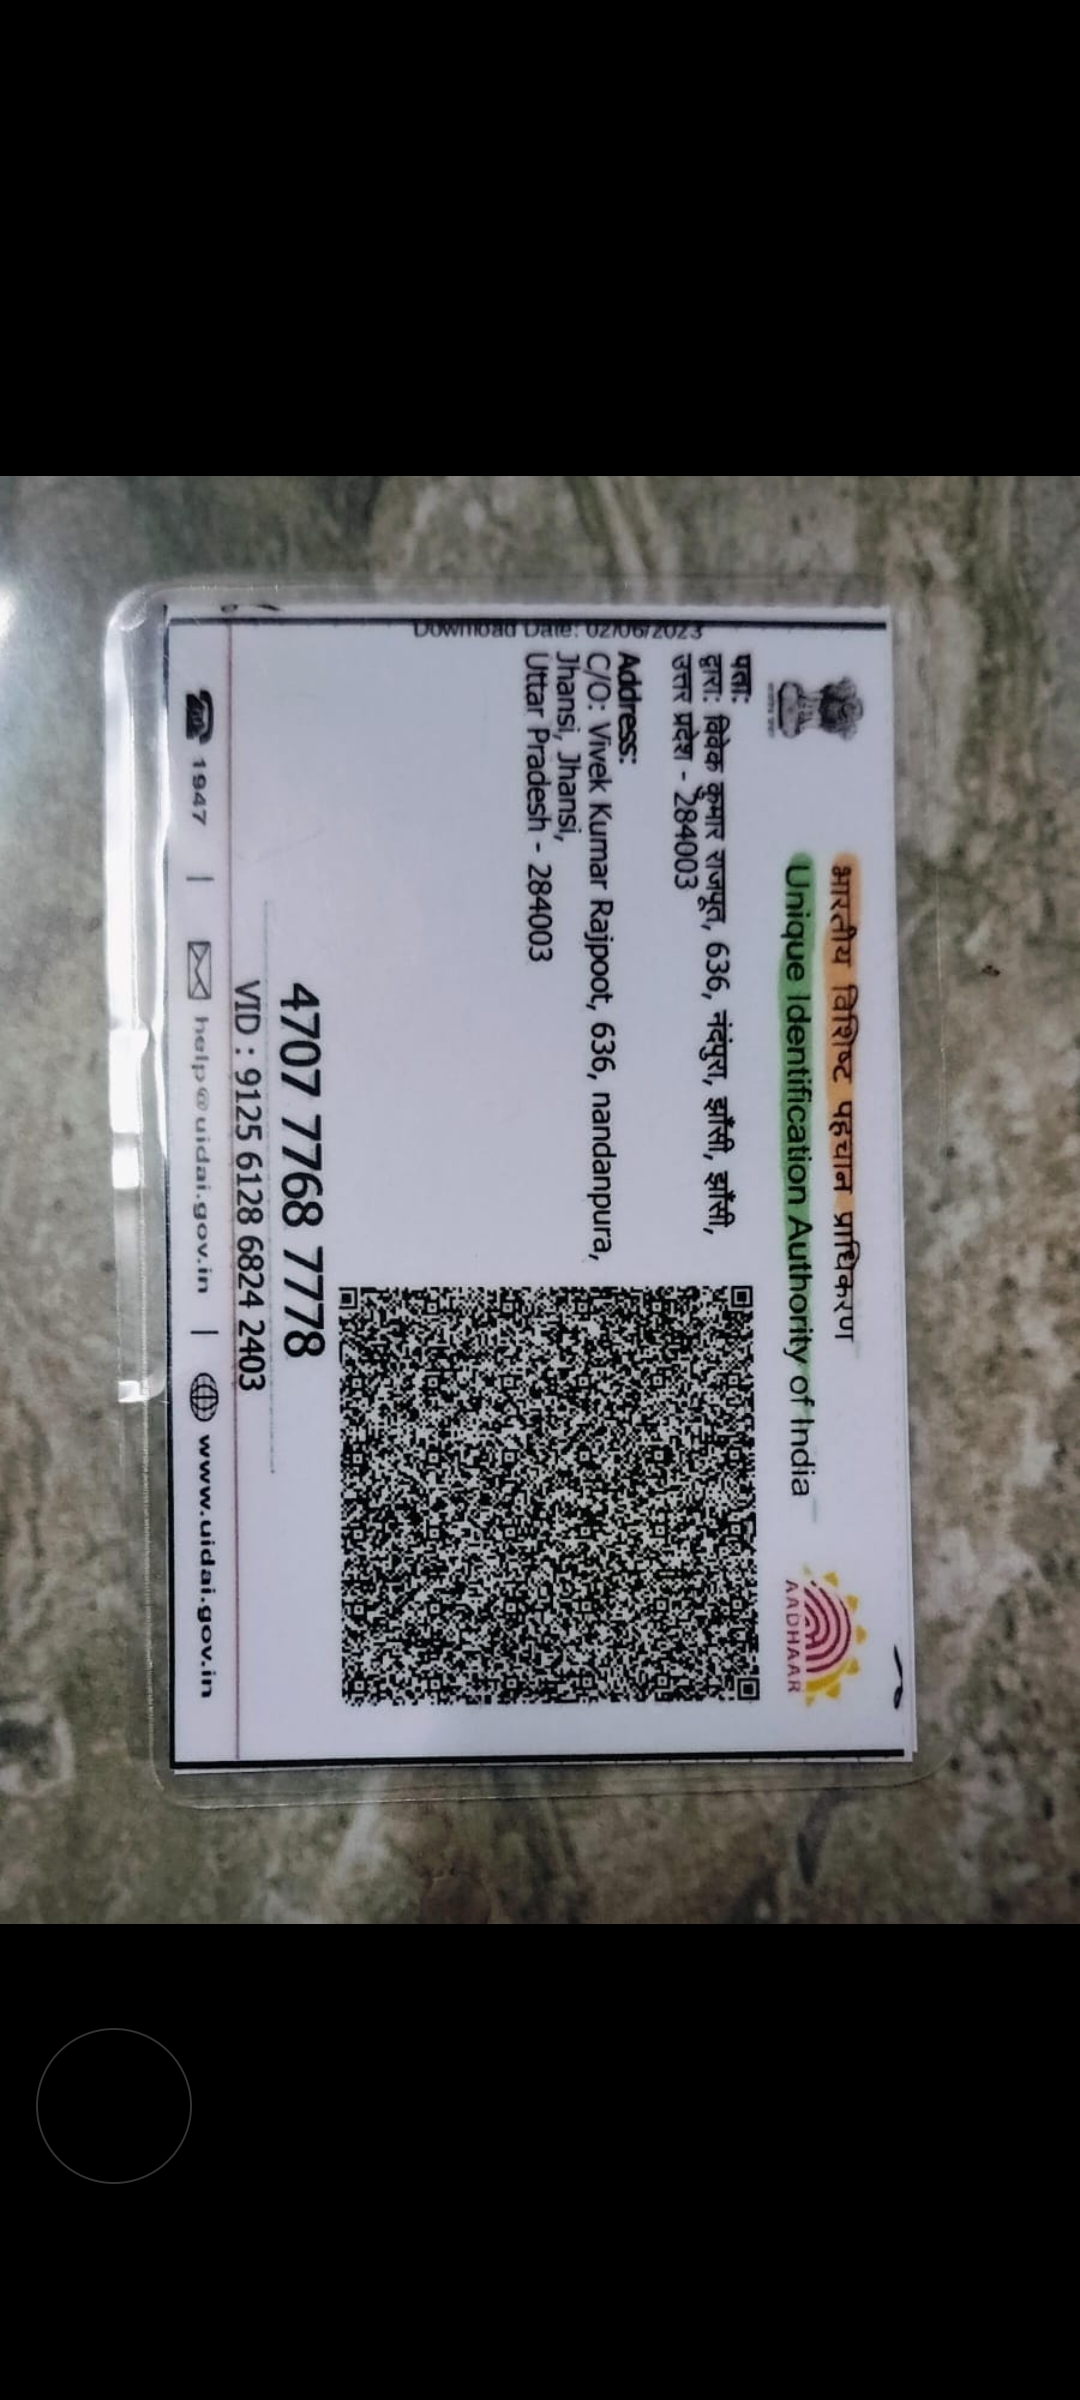 भारतीय विशिष्ट पहचान प्राधिकरण
Unique Identification Authority of India
AADHAAR
Download Date: 02/06/2023
पता:
द्वारा: विवेक कुमार राजपूत, 636, नंदपुरा, झाँसी, झाँसी,
उत्तर प्रदेश - 284003
Address:
C/O: Vivek Kumar Rajpoot, 636, nandanpura,
Jhansi, Jhansi,
Uttar Pradesh - 284003
4707 7768 7778
VID : 9125 6128 6824 2403
1947 | help@uidai.gov.in | www.uidai.gov.in